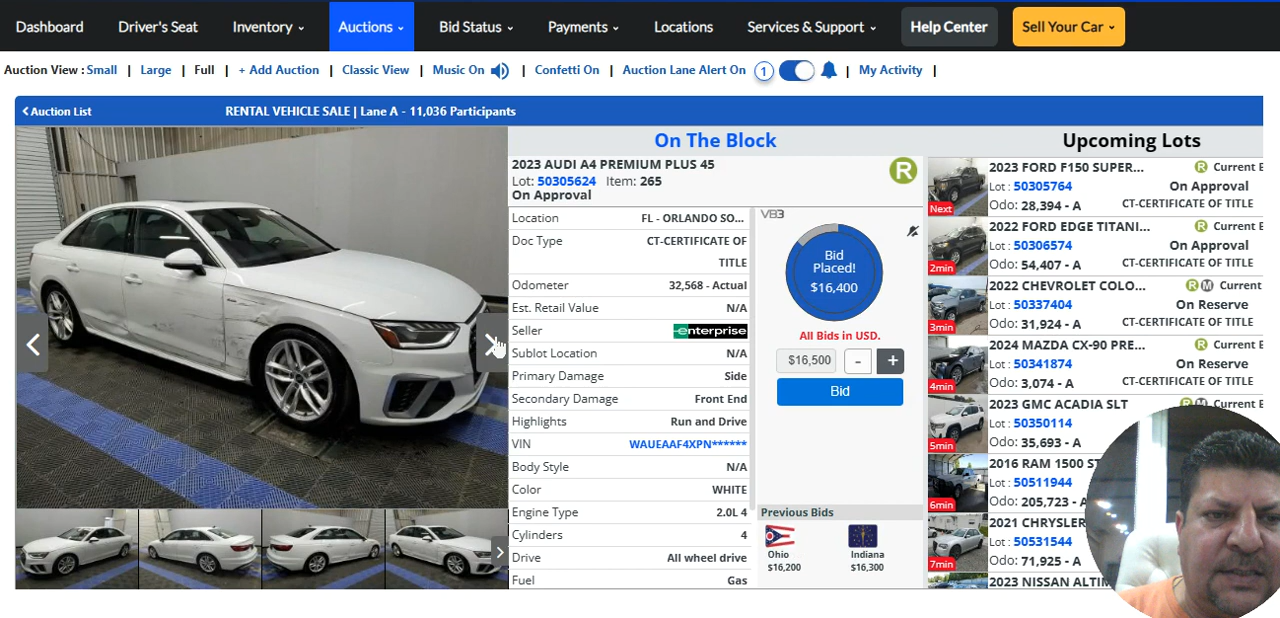 Dashboard Driver's Seat Inventory Auctions Bid Status Payments Locations Services & Support Help Center Sell Your Car
Auction View : Small | Large | Full | + Add Auction | Classic View | Music On | Confetti On | Auction Lane Alert On 1 | My Activity |
Auction List RENTAL VEHICLE SALE | Lane A - 11,036 Participants
On The Block
2023 AUDI A4 PREMIUM PLUS 45
R
Lot: 50305624 Item: 265
On Approval
Location FL - ORLANDO SO...
Doc Type CT-CERTIFICATE OF
TITLE
Odometer 32,568 - Actual
Est. Retail Value N/A
Seller enterprise
Sublot Location N/A
Primary Damage Side
Secondary Damage Front End
Highlights Run and Drive
VIN WAUEAAF4XPN******
Body Style N/A
Color WHITE
Engine Type 2.0L 4
Cylinders 4
Drive All wheel drive
Fuel Gas
VB3
Bid
Placed!
$16,400
All Bids in USD.
$16,500 - +
Bid
Previous Bids
Ohio Indiana
$16,200 $16,300
Upcoming Lots
2023 FORD F150 SUPER... R Current
Lot : 50305764 On Approval
Next Odo: 28,394 - A CT-CERTIFICATE OF TITLE
2022 FORD EDGE TITANI... R Current
Lot : 50306574 On Approval
2min Odo: 54,407 - A CT-CERTIFICATE OF TITLE
2022 CHEVROLET COLO... R M Current
Lot : 50337404 On Reserve
3min Odo: 31,924 - A CT-CERTIFICATE OF TITLE
2024 MAZDA CX-90 PRE... R Current
Lot : 50341874 On Reserve
4min Odo: 3,074 - A CT-CERTIFICATE OF TITLE
2023 GMC ACADIA SLT R M Current
Lot : 50350114
5min Odo: 35,693 - A
2016 RAM 1500 ST
Lot : 50511944
6min Odo: 205,723 - A
2021 CHRYSLER
Lot : 50531544
7min Odo: 71,925 - A
2023 NISSAN ALTIM